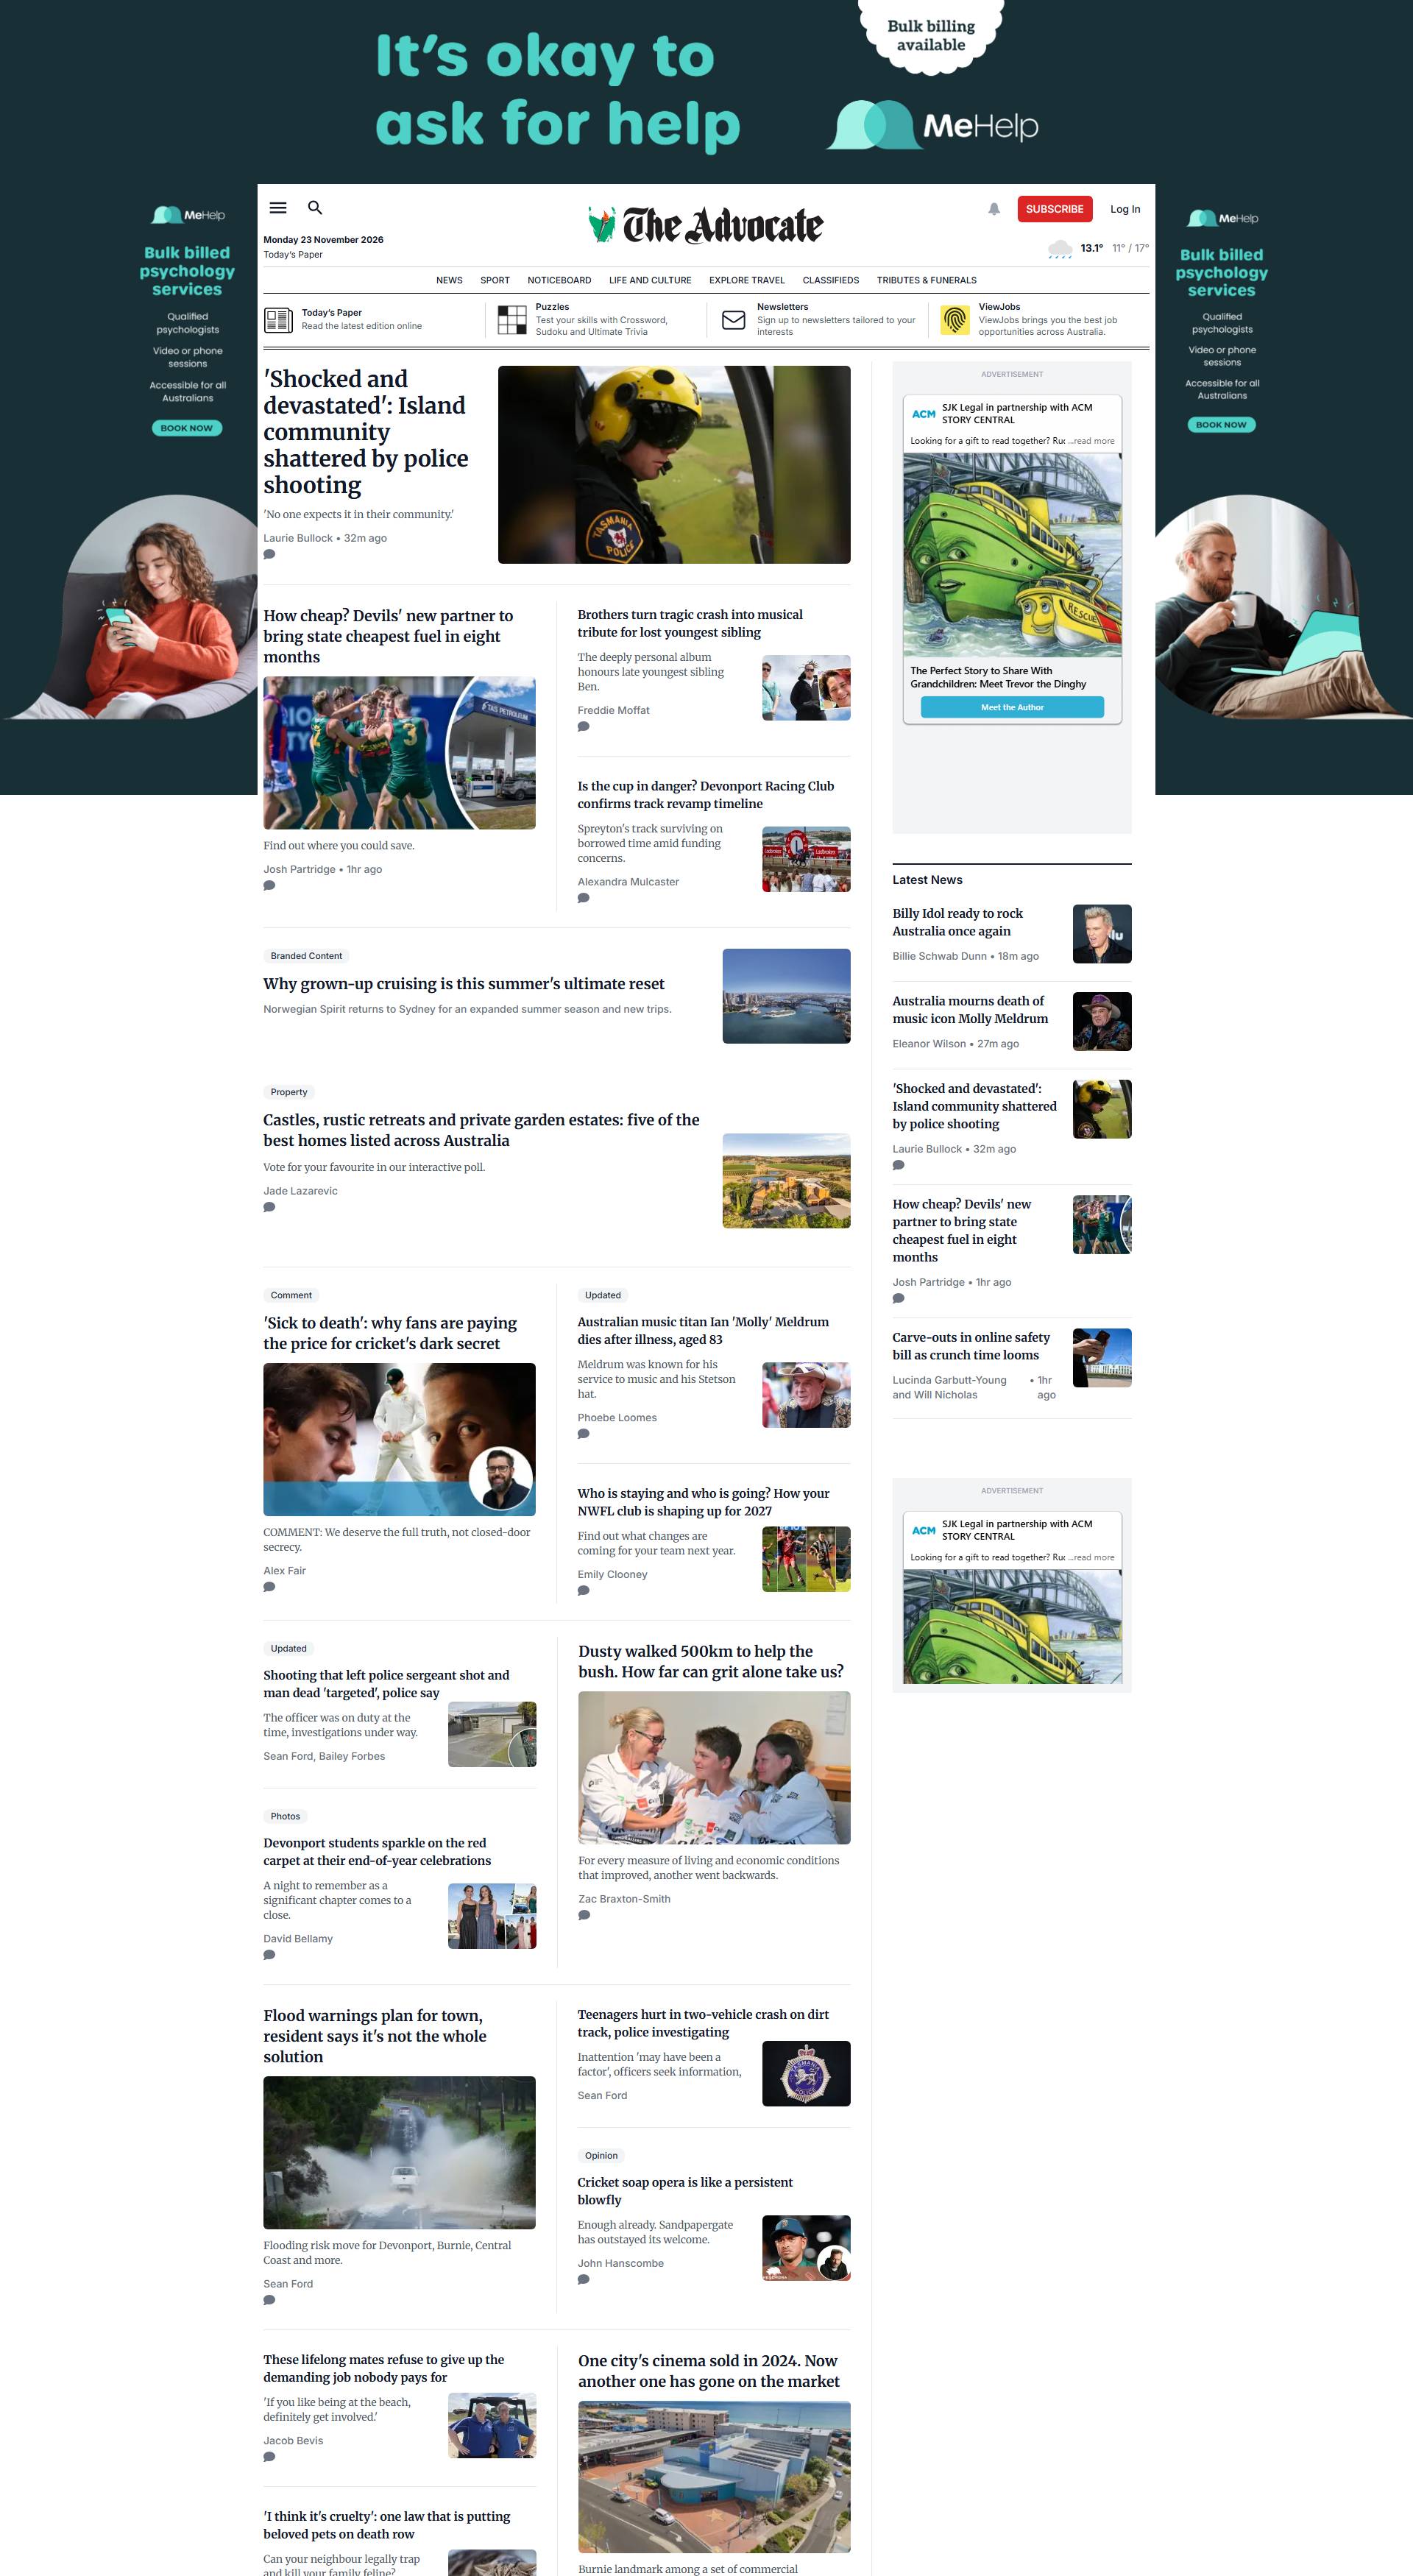 It's okay to
ask for help
Bulk billing
available
MeHelp
MeHelp
Bulk billed
psychology
services
Qualified
psychologists
Video or phone
sessions
Accessible for all
Australians
BOOK NOW
MeHelp
Bulk billed
psychology
services
Qualified
psychologists
Video or phone
sessions
Accessible for all
Australians
BOOK NOW
The Advocate
SUBSCRIBE
Log In
Monday 23 November 2026
Today's Paper
13.1° 11° / 17°
NEWS SPORT NOTICEBOARD LIFE AND CULTURE EXPLORE TRAVEL CLASSIFIEDS TRIBUTES & FUNERALS
Today's Paper
Read the latest edition online
Puzzles
Test your skills with Crossword,
Sudoku and Ultimate Trivia
Newsletters
Sign up to newsletters tailored to your
interests
ViewJobs
ViewJobs brings you the best job
opportunities across Australia.
'Shocked and
devastated': Island
community
shattered by police
shooting
'No one expects it in their community.'
Laurie Bullock • 32m ago
TASMANIA
POLICE
How cheap? Devils' new partner to
bring state cheapest fuel in eight
months
TAS PETROLEUM
Find out where you could save.
Josh Partridge • 1hr ago
Brothers turn tragic crash into musical
tribute for lost youngest sibling
The deeply personal album
honours late youngest sibling
Ben.
Freddie Moffat
Is the cup in danger? Devonport Racing Club
confirms track revamp timeline
Spreyton's track surviving on
borrowed time amid funding
concerns.
Alexandra Mulcaster
Branded Content
Why grown-up cruising is this summer's ultimate reset
Norwegian Spirit returns to Sydney for an expanded summer season and new trips.
Property
Castles, rustic retreats and private garden estates: five of the
best homes listed across Australia
Vote for your favourite in our interactive poll.
Jade Lazarevic
Comment
'Sick to death': why fans are paying
the price for cricket's dark secret
COMMENT: We deserve the full truth, not closed-door
secrecy.
Alex Fair
Updated
Australian music titan Ian 'Molly' Meldrum
dies after illness, aged 83
Meldrum was known for his
service to music and his Stetson
hat.
Phoebe Loomes
Who is staying and who is going? How your
NWFL club is shaping up for 2027
Find out what changes are
coming for your team next year.
Emily Clooney
Updated
Shooting that left police sergeant shot and
man dead 'targeted', police say
The officer was on duty at the
time, investigations under way.
Sean Ford, Bailey Forbes
Photos
Devonport students sparkle on the red
carpet at their end-of-year celebrations
A night to remember as a
significant chapter comes to a
close.
David Bellamy
Dusty walked 500km to help the
bush. How far can grit alone take us?
For every measure of living and economic conditions
that improved, another went backwards.
Zac Braxton-Smith
Flood warnings plan for town,
resident says it's not the whole
solution
Flooding risk move for Devonport, Burnie, Central
Coast and more.
Sean Ford
Teenagers hurt in two-vehicle crash on dirt
track, police investigating
Inattention 'may have been a
factor', officers seek information,
Sean Ford
Opinion
Cricket soap opera is like a persistent
blowfly
Enough already. Sandpapergate
has outstayed its welcome.
John Hanscombe
These lifelong mates refuse to give up the
demanding job nobody pays for
'If you like being at the beach,
definitely get involved.'
Jacob Bevis
'I think it's cruelty': one law that is putting
beloved pets on death row
Can your neighbour legally trap
and kill your family feline?
One city's cinema sold in 2024. Now
another one has gone on the market
Burnie landmark among a set of commercial
ADVERTISEMENT
ACM
SJK Legal in partnership with ACM
STORY CENTRAL
Looking for a gift to read together? Ru ...read more
RESCUE
The Perfect Story to Share With
Grandchildren: Meet Trevor the Dinghy
Meet the Author
Latest News
Billy Idol ready to rock
Australia once again
Billie Schwab Dunn • 18m ago
Australia mourns death of
music icon Molly Meldrum
Eleanor Wilson • 27m ago
'Shocked and devastated':
Island community shattered
by police shooting
Laurie Bullock • 32m ago
How cheap? Devils' new
partner to bring state
cheapest fuel in eight
months
Josh Partridge • 1hr ago
Carve-outs in online safety
bill as crunch time looms
Lucinda Garbutt-Young
and Will Nicholas
• 1hr
ago
ADVERTISEMENT
ACM
SJK Legal in partnership with ACM
STORY CENTRAL
Looking for a gift to read together? Ru ...read more